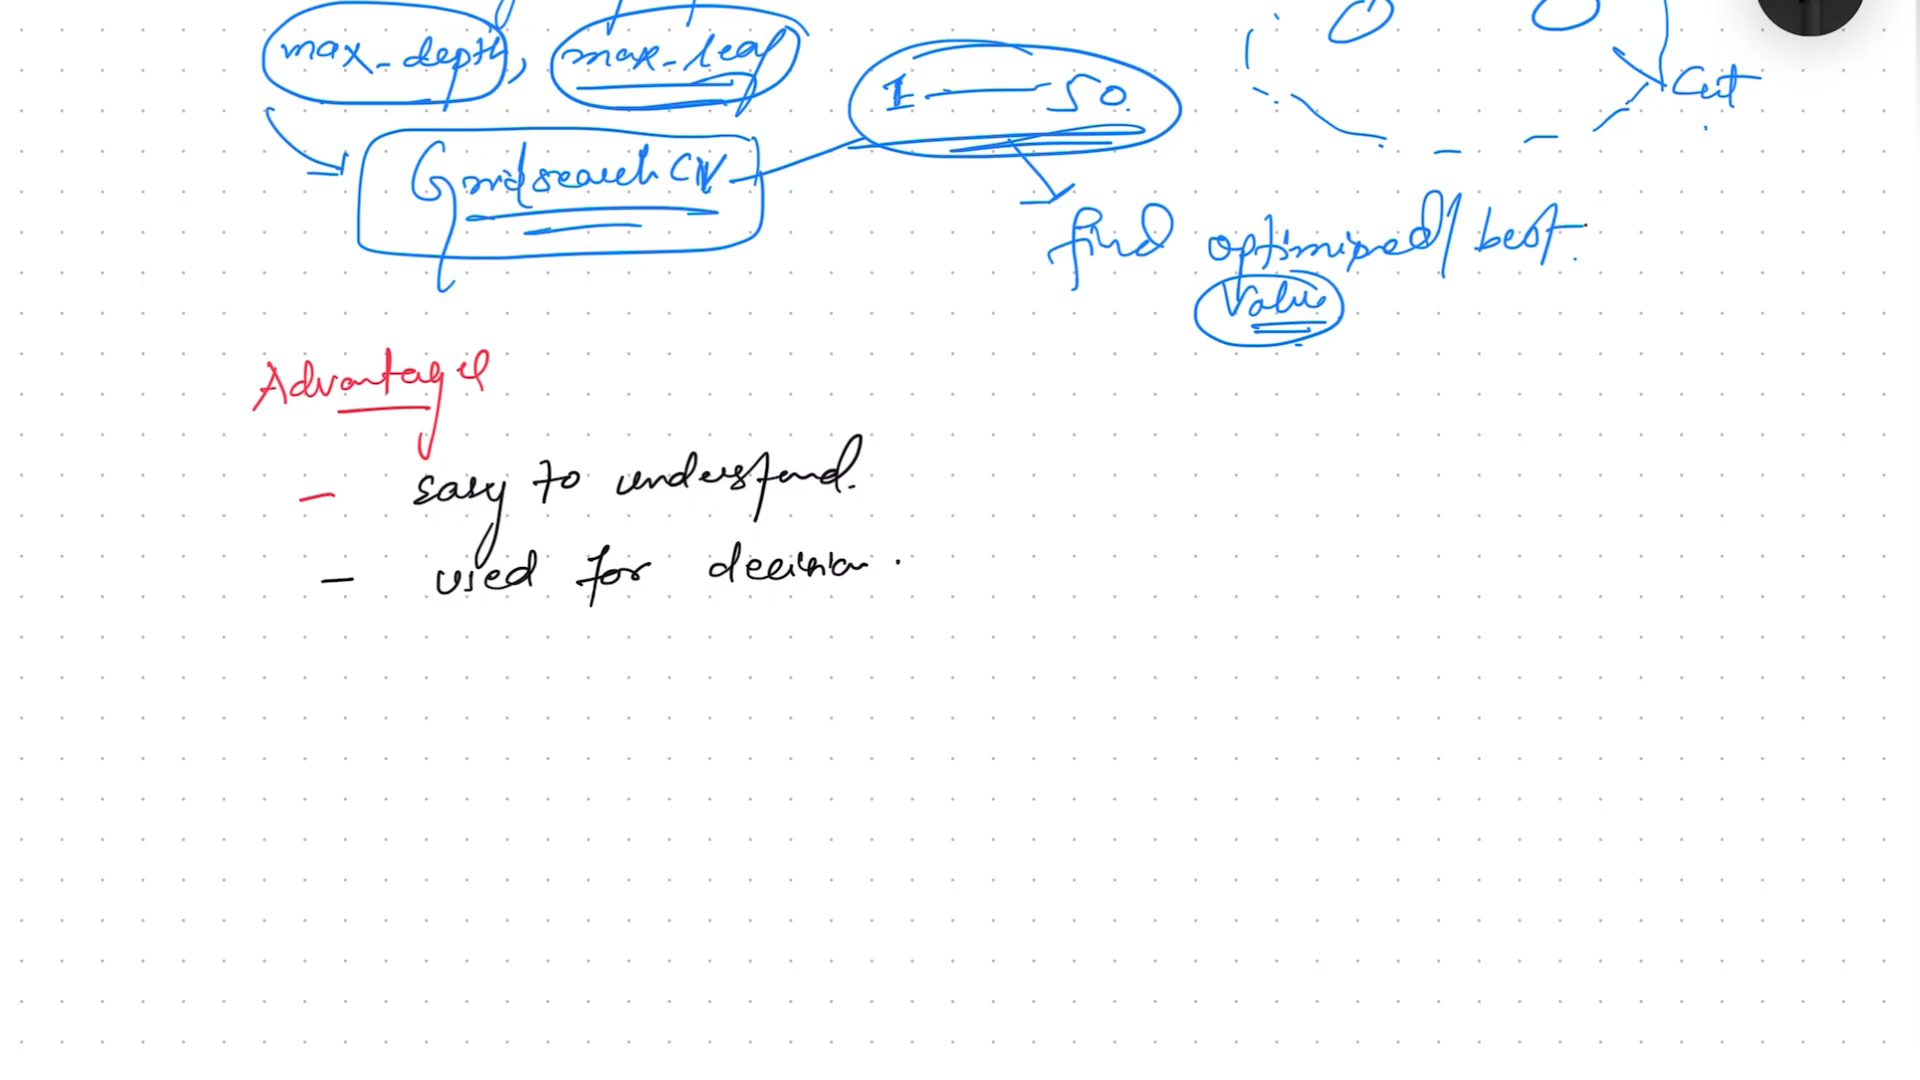 max_depth, max_leaf
1 — 50
Cut
GridsearchCV
find optimized/best.
Value
Advantages
- easy to understand.
- used for decision.